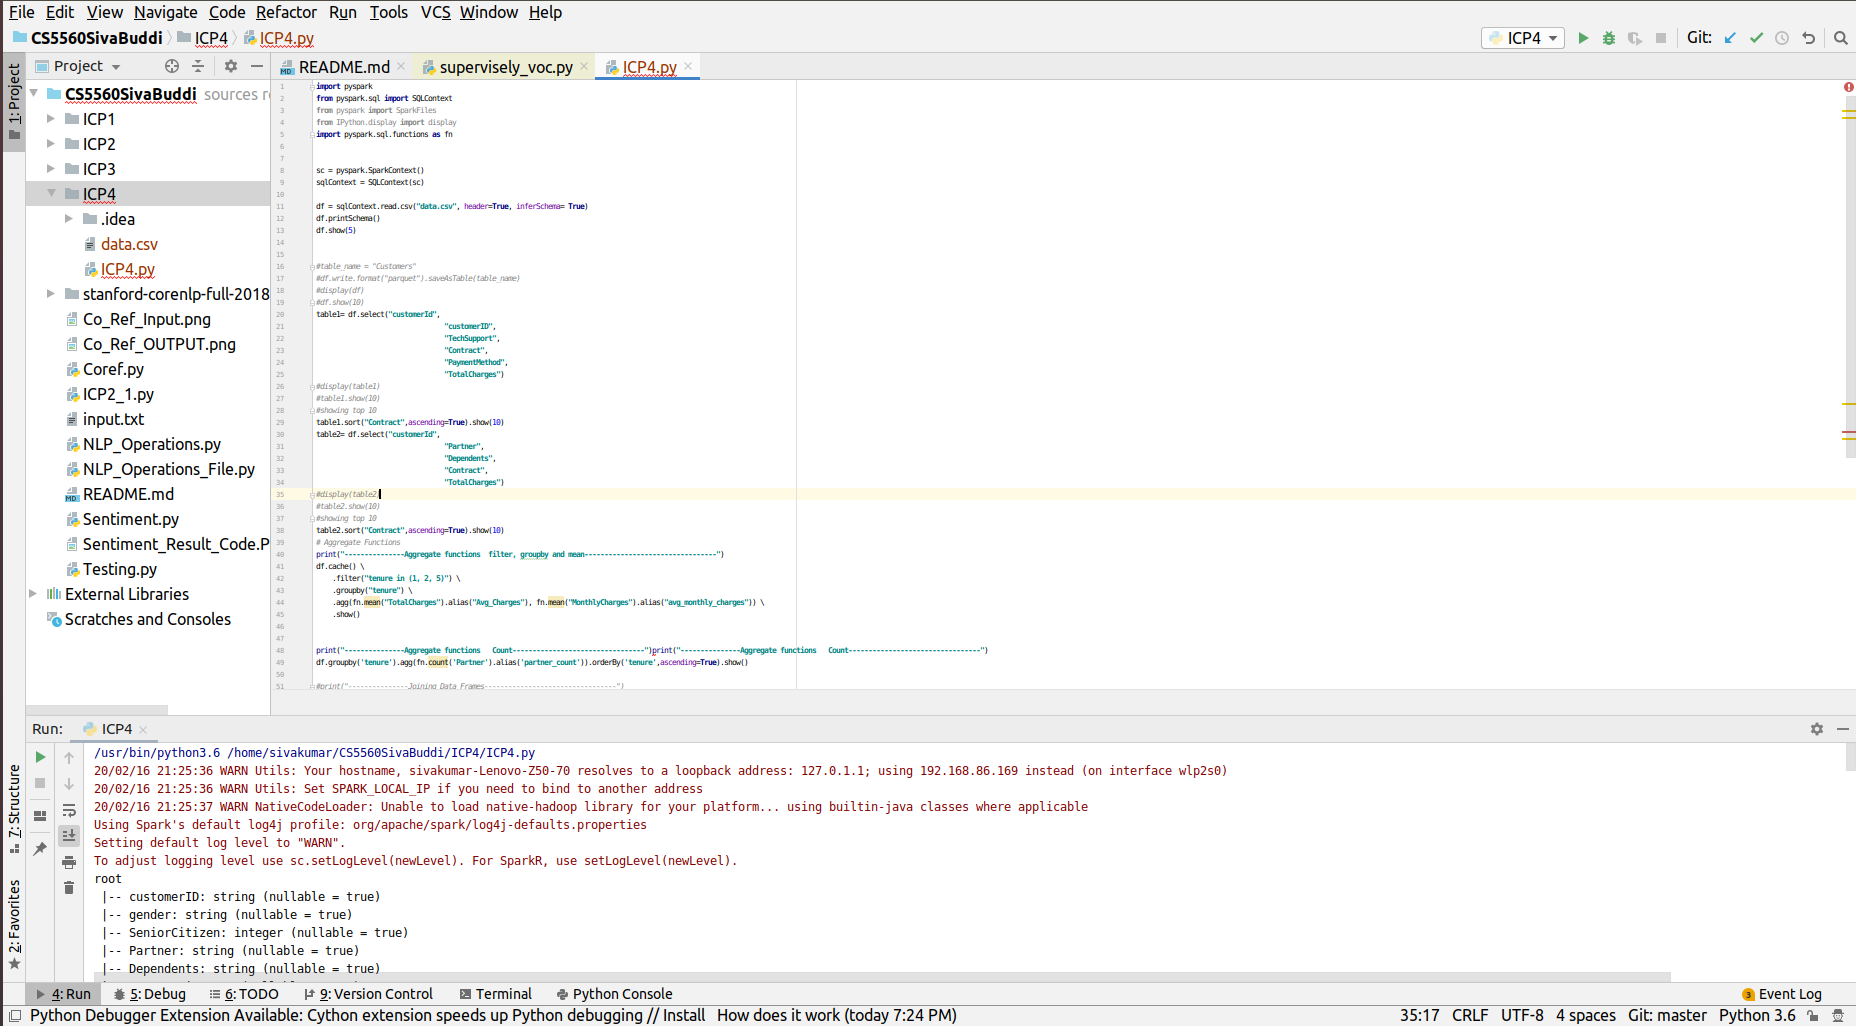 File Edit View Navigate Code Refactor Run Tools VCS Window Help
CS5560SivaBuddi ICP4 ICP4.py ICP4 Git:
1: Project
Project README.md supervisely_voc.py ICP4.py
CS5560SivaBuddi sources r
ICP1
ICP2
ICP3
ICP4
.idea
data.csv
ICP4.py
stanford-corenlp-full-2018
Co_Ref_Input.png
Co_Ref_OUTPUT.png
Coref.py
ICP2_1.py
input.txt
NLP_Operations.py
NLP_Operations_File.py
README.md
Sentiment.py
Sentiment_Result_Code.P
Testing.py
External Libraries
Scratches and Consoles
1 import pyspark
2 from pyspark.sql import SQLContext
3 from pyspark import SparkFiles
4 from IPython.display import display
5 import pyspark.sql.functions as fn
6
7
8 sc = pyspark.SparkContext()
9 sqlContext = SQLContext(sc)
10
11 df = sqlContext.read.csv("data.csv", header=True, inferSchema= True)
12 df.printSchema()
13 df.show(5)
14
15
16 #table_name = "Customers"
17 #df.write.format("parquet").saveAsTable(table_name)
18 #display(df)
19 #df.show(10)
20 table1= df.select("customerId",
21 "customerID",
22 "TechSupport",
23 "Contract",
24 "PaymentMethod",
25 "TotalCharges")
26 #display(table1)
27 #table1.show(10)
28 #showing top 10
29 table1.sort("Contract",ascending=True).show(10)
30 table2= df.select("customerId",
31 "Partner",
32 "Dependents",
33 "Contract",
34 "TotalCharges")
35 #display(table2)
36 #table2.show(10)
37 #showing top 10
38 table2.sort("Contract",ascending=True).show(10)
39 # Aggregate Functions
40 print("---------------Aggregate functions  filter, groupby and mean---------------------------------")
41 df.cache() \
42 .filter("tenure in (1, 2, 5)") \
43 .groupby("tenure") \
44 .agg(fn.mean("TotalCharges").alias("Avg_Charges"), fn.mean("MonthlyCharges").alias("avg_monthly_charges")) \
45 .show()
46
47
48 print("---------------Aggregate functions   Count---------------------------------")print("---------------Aggregate functions   Count---------------------------------")
49 df.groupby('tenure').agg(fn.count('Partner').alias('partner_count')).orderBy('tenure',ascending=True).show()
50
51 #print("---------------Joining Data Frames---------------------------------")
Run: ICP4
/usr/bin/python3.6 /home/sivakumar/CS5560SivaBuddi/ICP4/ICP4.py
20/02/16 21:25:36 WARN Utils: Your hostname, sivakumar-Lenovo-Z50-70 resolves to a loopback address: 127.0.1.1; using 192.168.86.169 instead (on interface wlp2s0)
20/02/16 21:25:36 WARN Utils: Set SPARK_LOCAL_IP if you need to bind to another address
20/02/16 21:25:37 WARN NativeCodeLoader: Unable to load native-hadoop library for your platform... using builtin-java classes where applicable
Using Spark's default log4j profile: org/apache/spark/log4j-defaults.properties
Setting default log level to "WARN".
To adjust logging level use sc.setLogLevel(newLevel). For SparkR, use setLogLevel(newLevel).
root
|-- customerID: string (nullable = true)
|-- gender: string (nullable = true)
|-- SeniorCitizen: integer (nullable = true)
|-- Partner: string (nullable = true)
|-- Dependents: string (nullable = true)
7: Structure
2: Favorites
4: Run 5: Debug 6: TODO 9: Version Control Terminal Python Console 3 Event Log
Python Debugger Extension Available: Cython extension speeds up Python debugging // Install How does it work (today 7:24 PM) 35:17 CRLF UTF-8 4 spaces Git: master Python 3.6